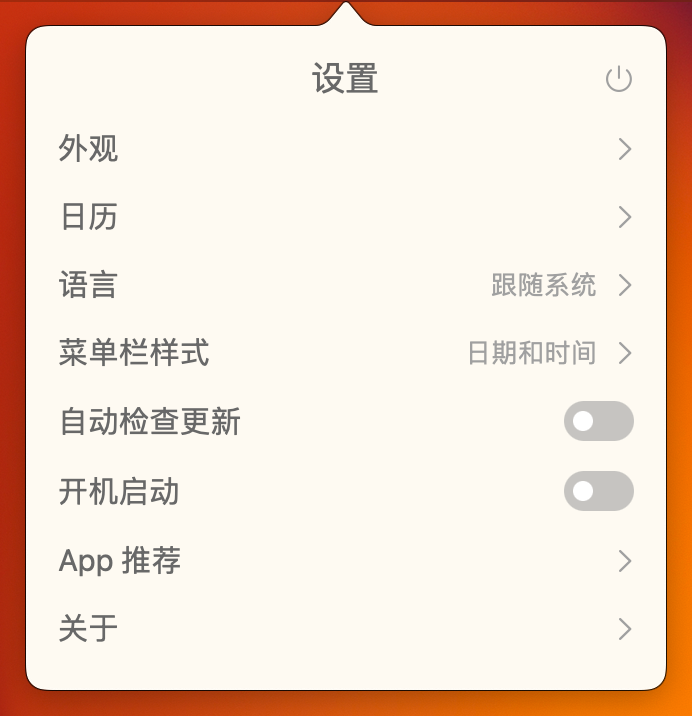 设置
外观
日历
语言 跟随系统
菜单栏样式 日期和时间
自动检查更新
开机启动
App 推荐
关于